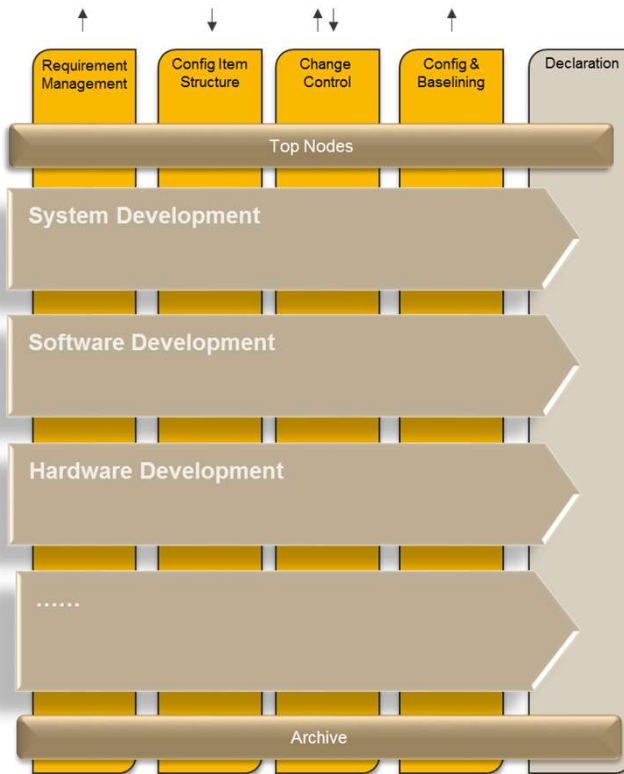 Requirement
Management
Config Item
Structure
Change
Control
Config &
Baselining
Declaration
Top Nodes
System Development
Software Development
Hardware Development
......
Archive